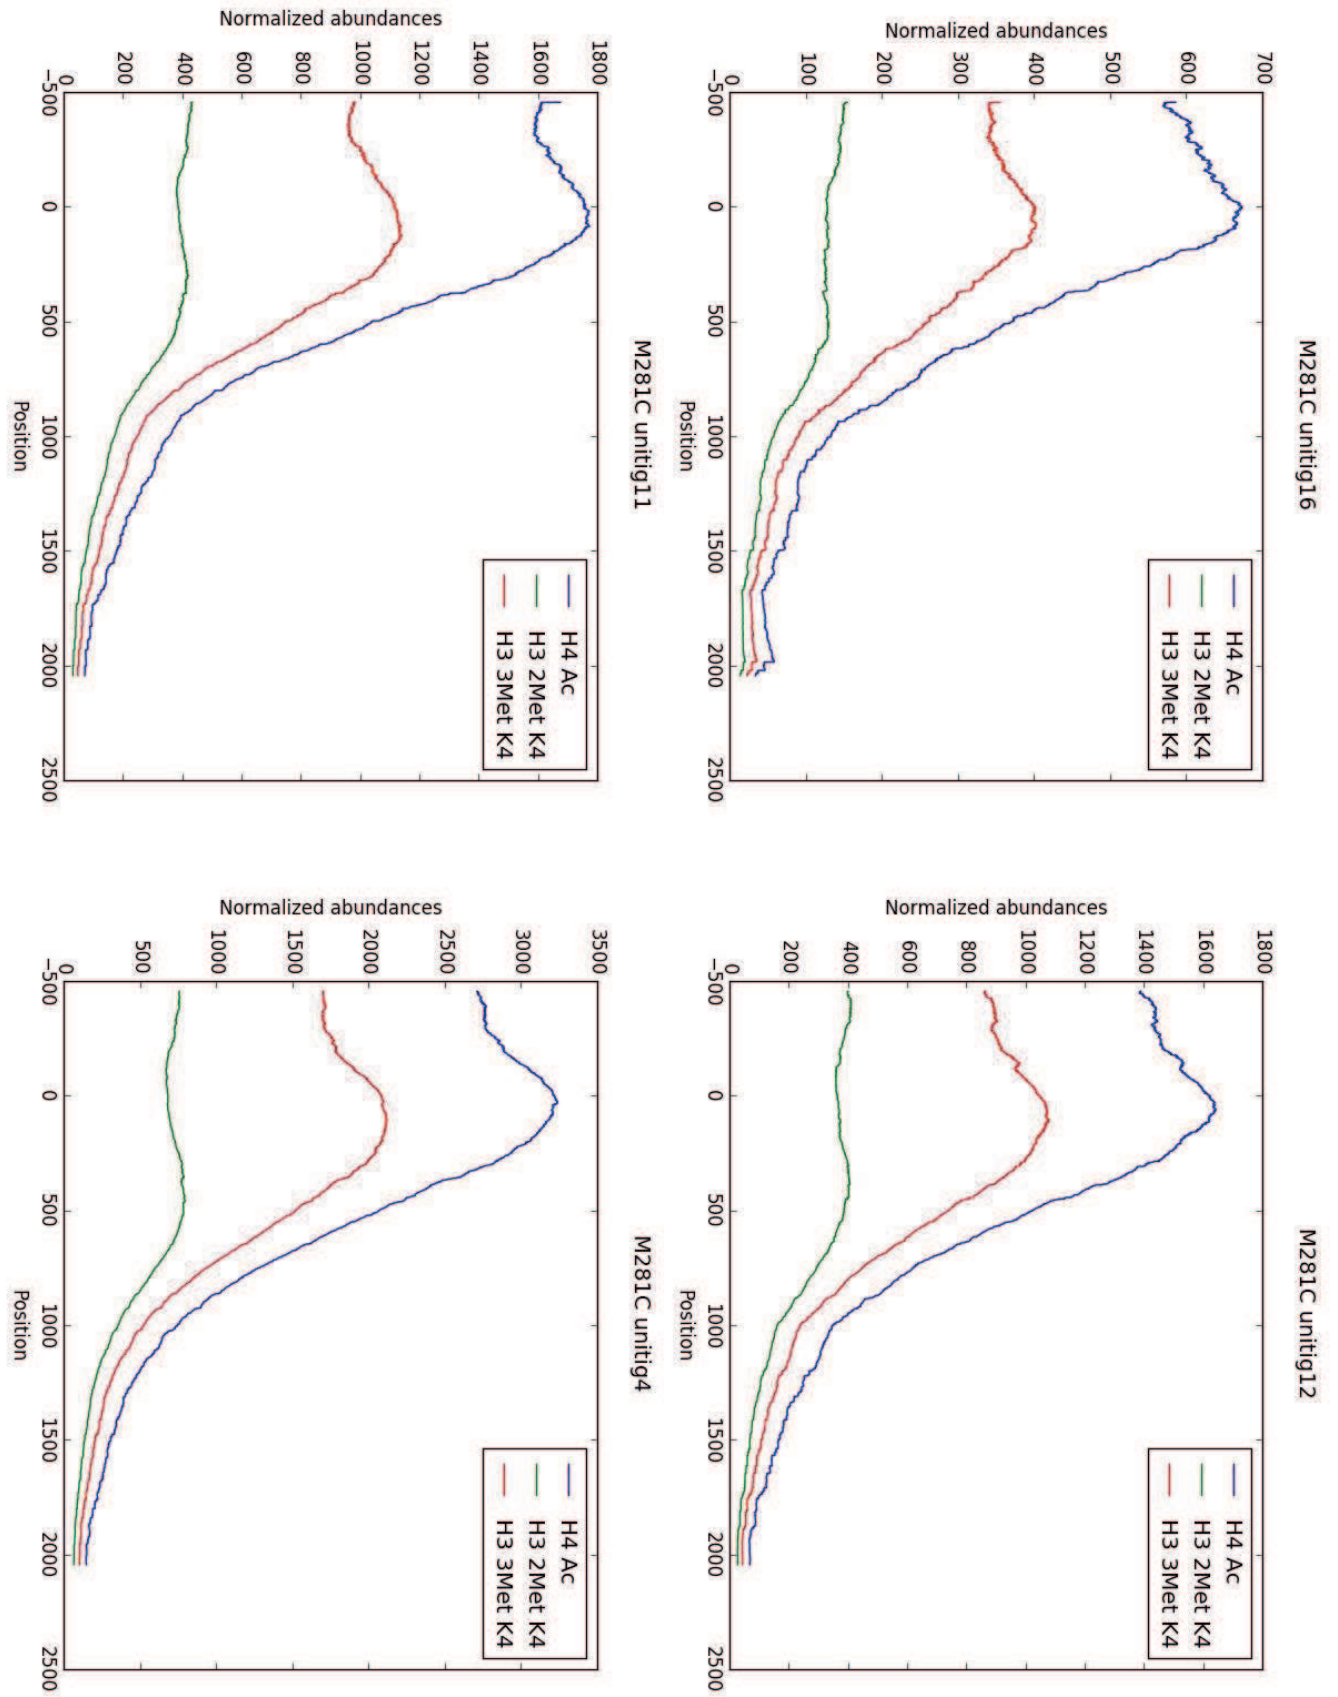 M281C unitig16
Normalized abundances
700
600
500
400
300
200
100
0
−500
0
500
1000
1500
2000
2500
Position
H4 Ac
H3 2Met K4
H3 3Met K4
M281C unitig12
Normalized abundances
1800
1600
1400
1200
1000
800
600
400
200
0
−500
0
500
1000
1500
2000
2500
Position
H4 Ac
H3 2Met K4
H3 3Met K4
M281C unitig11
Normalized abundances
1800
1600
1400
1200
1000
800
600
400
200
0
−500
0
500
1000
1500
2000
2500
Position
H4 Ac
H3 2Met K4
H3 3Met K4
M281C unitig4
Normalized abundances
3500
3000
2500
2000
1500
1000
500
0
−500
0
500
1000
1500
2000
2500
Position
H4 Ac
H3 2Met K4
H3 3Met K4